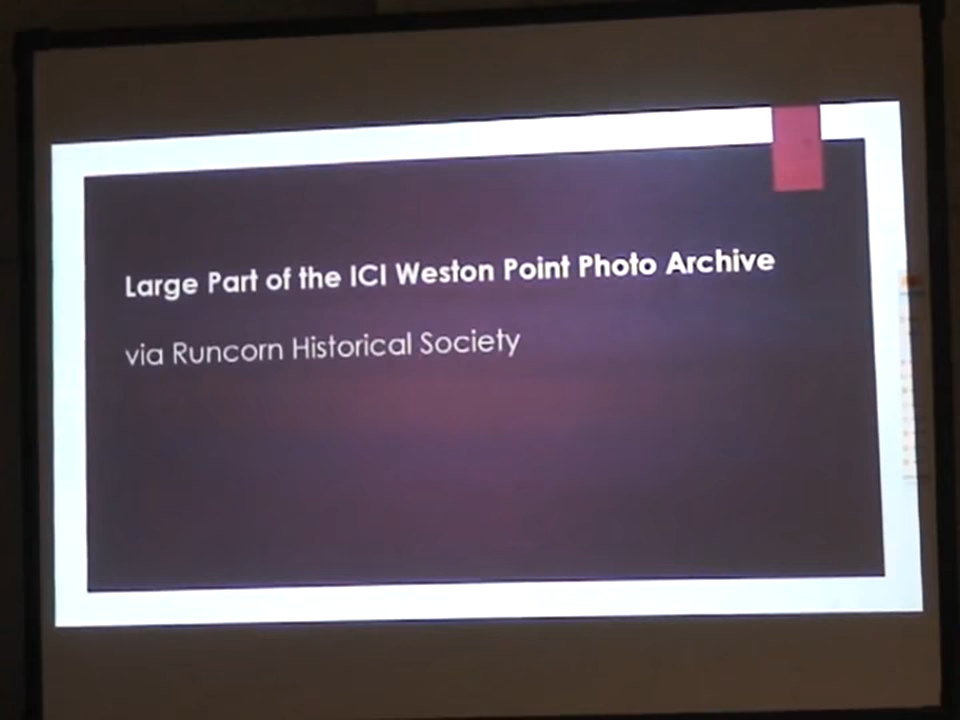 Large Part of the ICI Weston Point Photo Archive
via Runcorn Historical Society